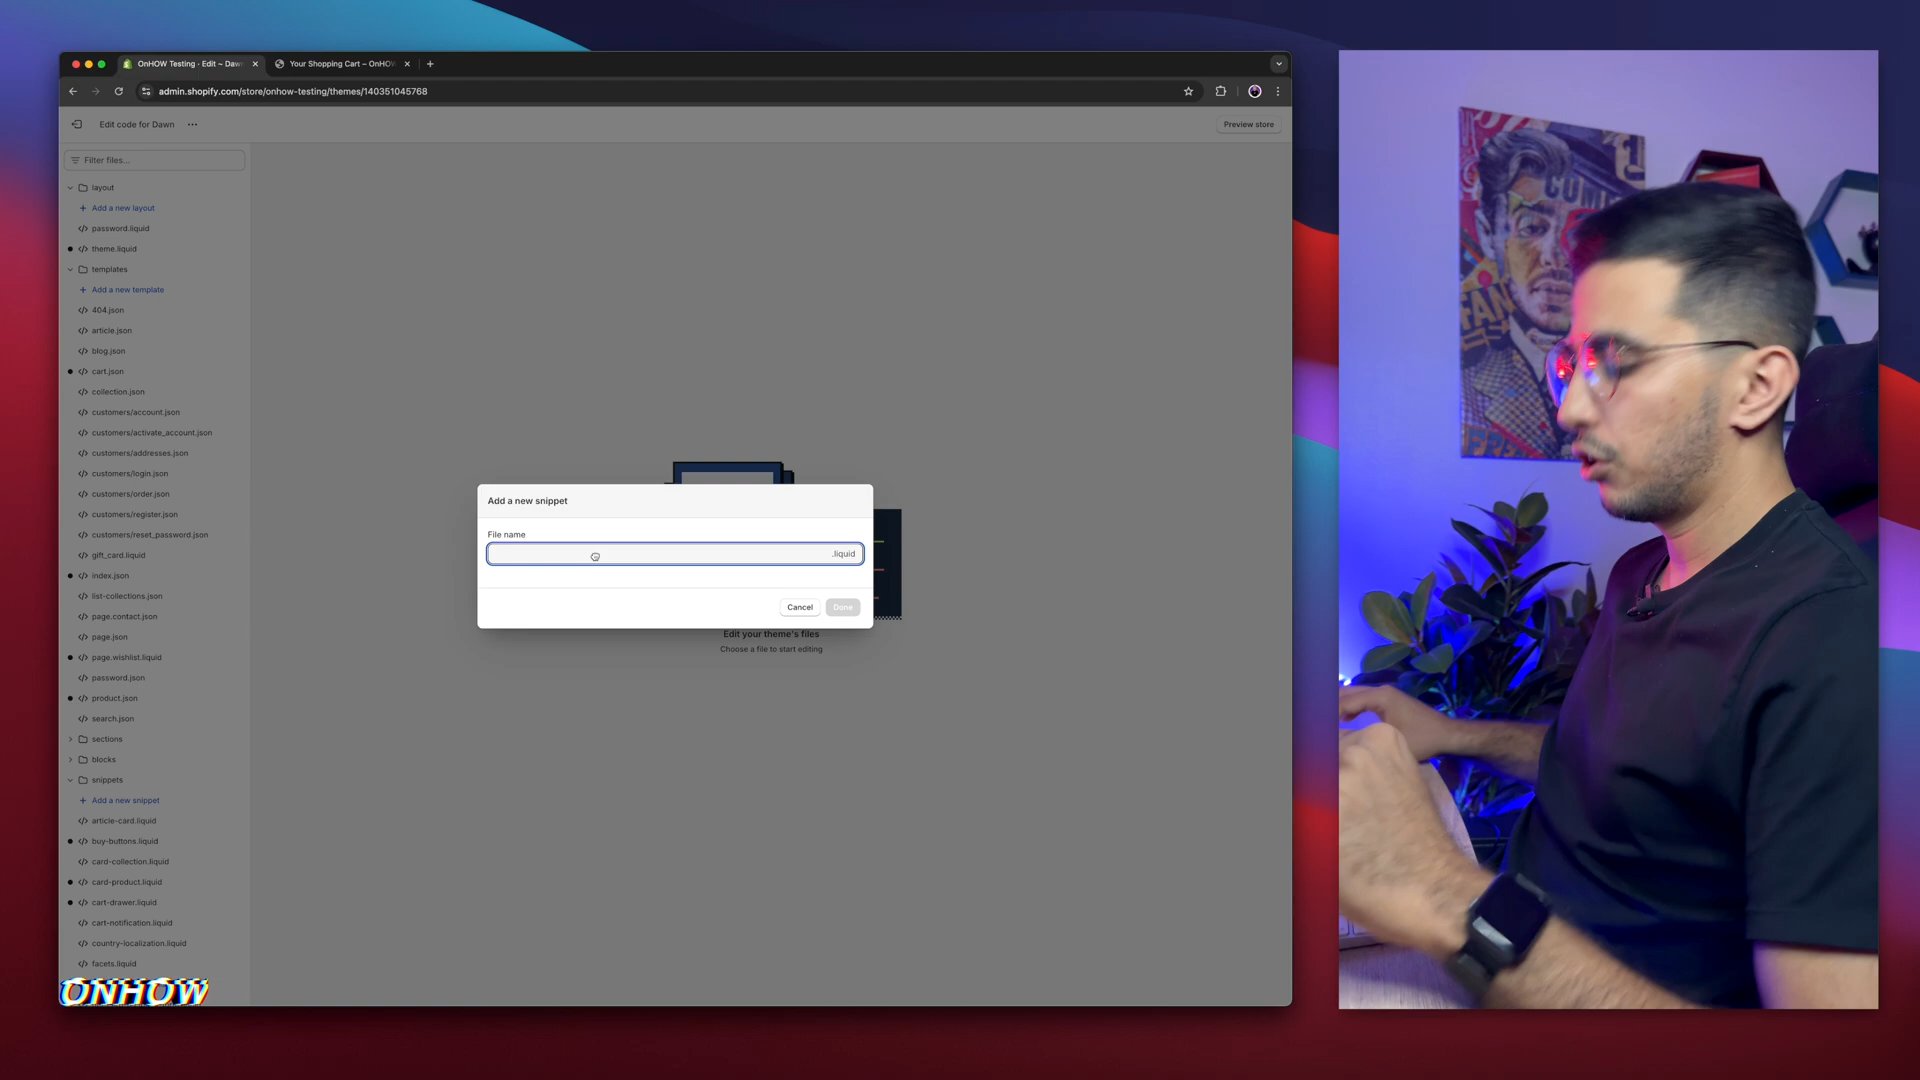 OnHOW Testing · Edit ~ Daw
Your Shopping Cart – OnHOW
admin.shopify.com/store/onhow-testing/themes/140351045768
Edit code for Dawn
Preview store
Filter files...
layout
Add a new layout
password.liquid
theme.liquid
templates
Add a new template
404.json
article.json
blog.json
cart.json
collection.json
customers/account.json
customers/activate_account.json
customers/addresses.json
customers/login.json
customers/order.json
customers/register.json
customers/reset_password.json
gift_card.liquid
index.json
list-collections.json
page.contact.json
page.json
page.wishlist.liquid
password.json
product.json
search.json
sections
blocks
snippets
Add a new snippet
article-card.liquid
buy-buttons.liquid
card-collection.liquid
card-product.liquid
cart-drawer.liquid
cart-notification.liquid
country-localization.liquid
facets.liquid
Add a new snippet
File name
.liquid
Cancel
Done
Edit your theme's files
Choose a file to start editing
ONHOW